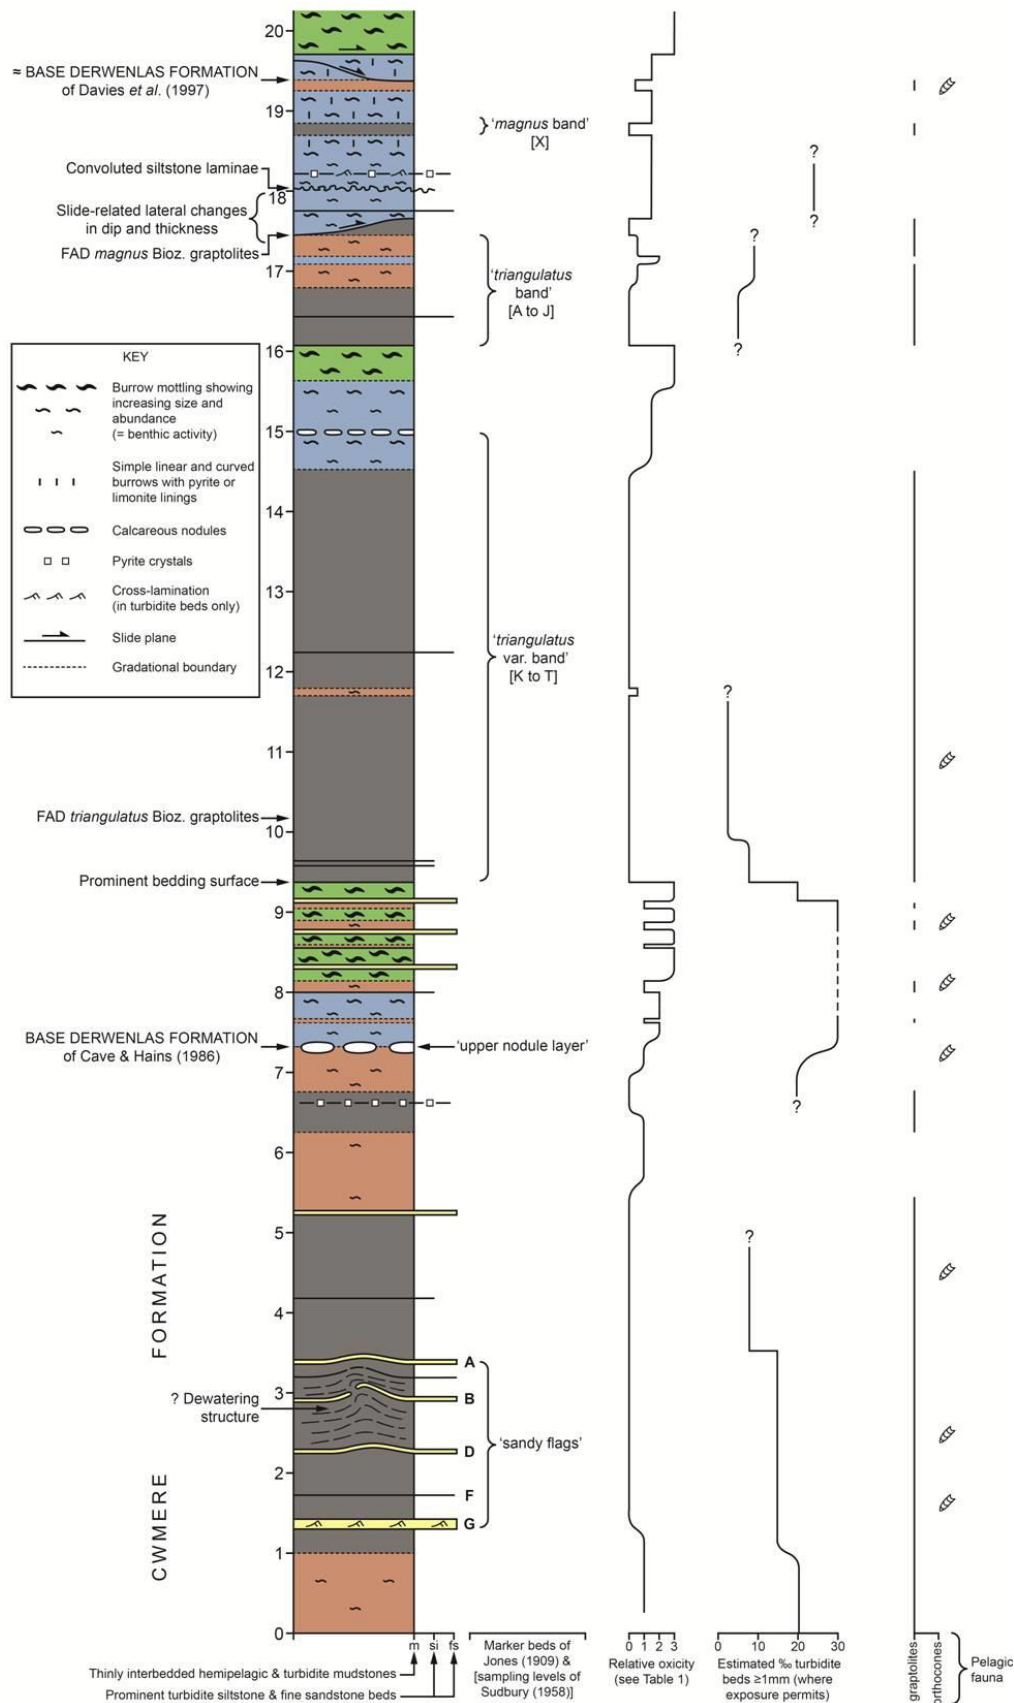 20
≈ BASE DERWENLAS FORMATION
of Davies et al. (1997)
19
'magnus band'
[X]
?
Convoluted siltstone laminae
18
Slide-related lateral changes
in dip and thickness
?
FAD magnus Bioz. graptolites
?
17
'triangulatus
band'
[A to J]
?
16
KEY
Burrow mottling showing
increasing size and
abundance
(= benthic activity)
Simple linear and curved
burrows with pyrite or
limonite linings
Calcareous nodules
Pyrite crystals
Cross-lamination
(in turbidite beds only)
Slide plane
Gradational boundary
15
14
13
'triangulatus
var. band'
[K to T]
12
?
11
FAD triangulatus Bioz. graptolites
10
Prominent bedding surface
9
8
BASE DERWENLAS FORMATION
of Cave & Hains (1986)
'upper nodule layer'
7
?
6
5
?
4
A
3
B
? Dewatering
structure
D
'sandy flags'
2
F
G
1
0
CWMERE FORMATION
m
si
fs
Thinly interbedded hemipelagic & turbidite mudstones
Prominent turbidite siltstone & fine sandstone beds
Marker beds of
Jones (1909) &
[sampling levels of
Sudbury (1958)]
0 1 2 3
Relative oxicity
(see Table 1)
0 10 20 30
Estimated ‰ turbidite
beds ≥1mm (where
exposure permits)
graptolites
orthocones
Pelagic
fauna